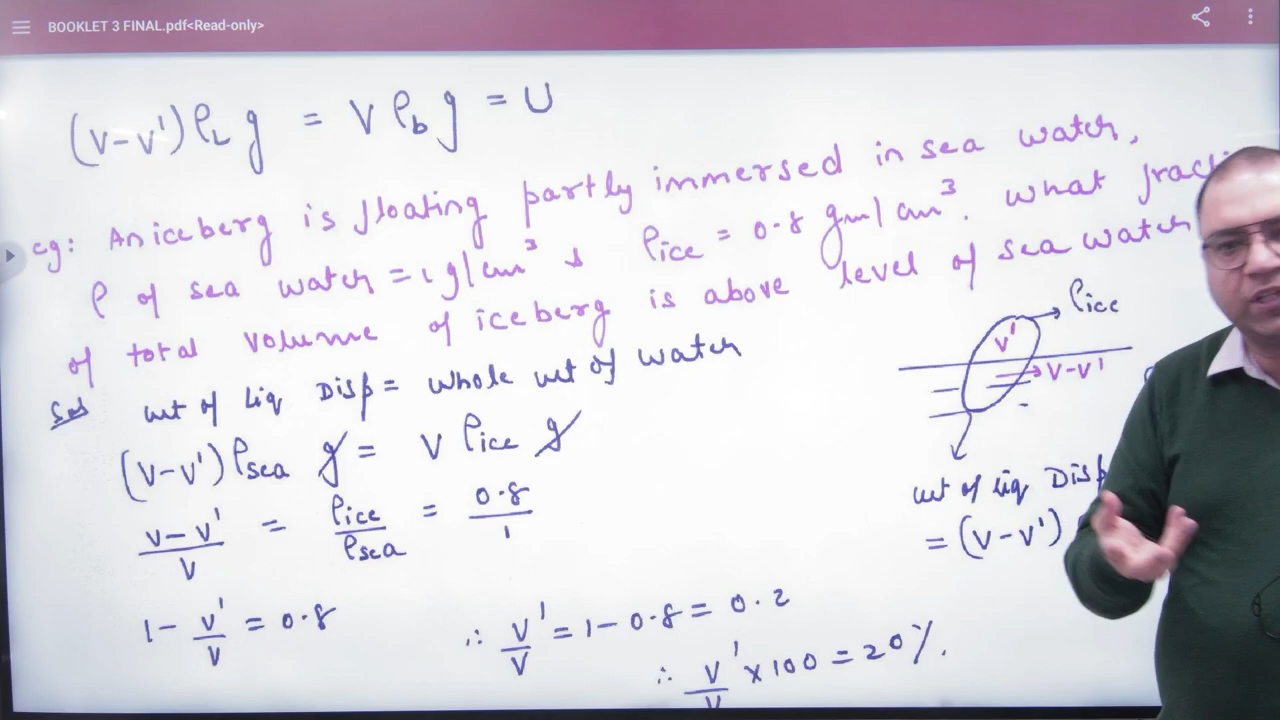 BOOKLET 3 FINAL.pdf<Read-only>
(V-V')ρL g = V ρb g = U
eg: An iceberg is floating partly immersed in sea water,
ρ of sea water = 1 g/cm³ & ρice = 0.8 gm/cm³. What fracti
of total volume of iceberg is above level of sea water
Sol wt of liq Disp = whole wt of water
(V-V')ρsea g = V ρice g
V-V'/V = ρice/ρsea = 0.8/1
1 - V'/V = 0.8
∴ V'/V = 1 - 0.8 = 0.2
∴ V'/V × 100 = 20%.
ρice
V'
V-V'
wt of liq Disp
= (V-V')